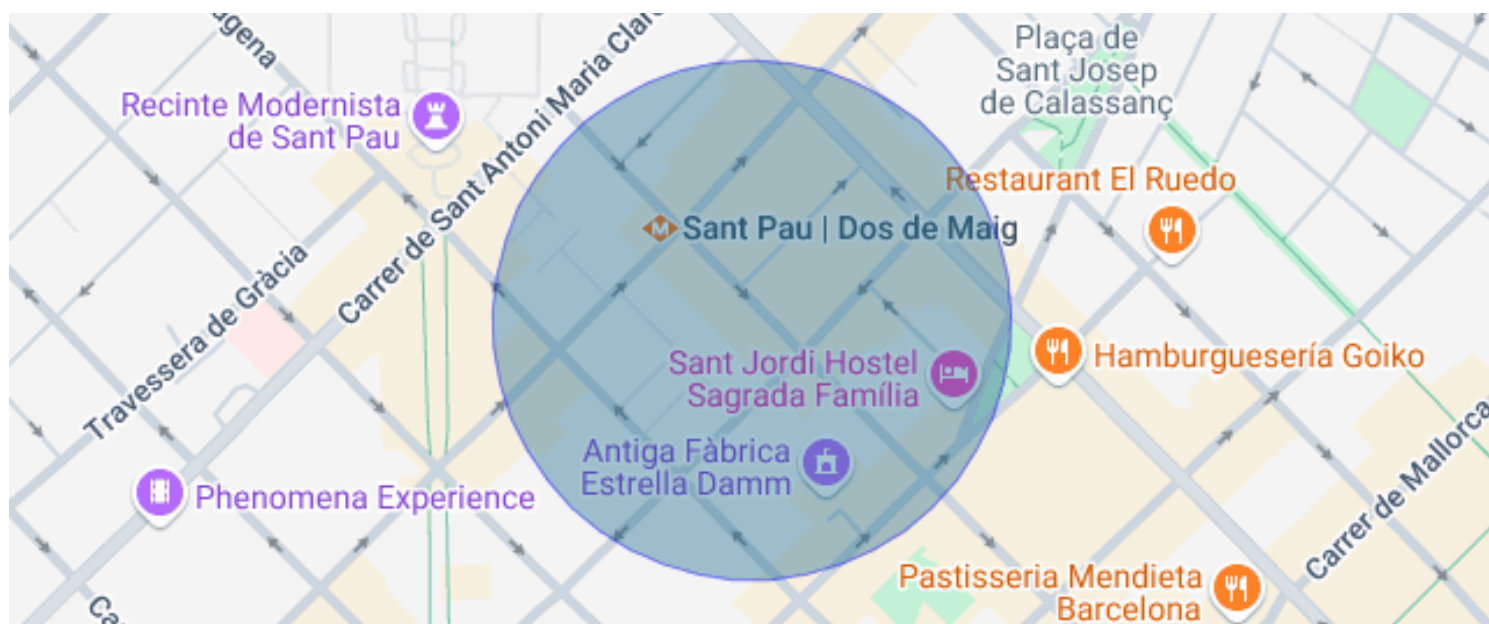 agena
Carrer de Sant Antoni Maria Clare
Plaça de
Sant Josep
de Calassanç
Recinte Modernista
de Sant Pau
Restaurant El Ruedo
Sant Pau | Dos de Maig
Travessera de Gràcia
Hamburguesería Goiko
Sant Jordi Hostel
Sagrada Família
Antiga Fàbrica
Estrella Damm
Phenomena Experience
Carrer de Mallorca
Pastisseria Mendieta
Barcelona
Ca